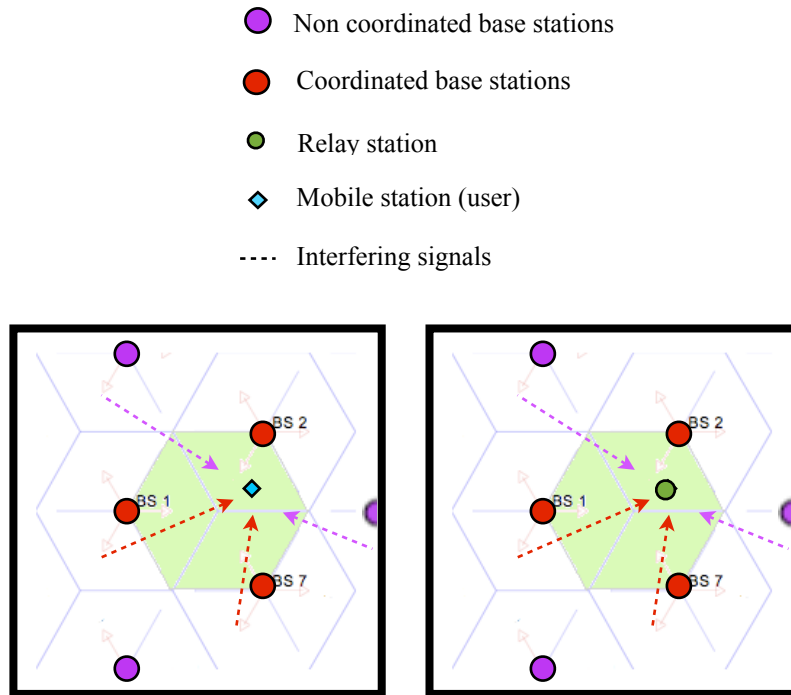 Non coordinated base stations
Coordinated base stations
Relay station
Mobile station (user)
Interfering signals
BS 2
BS 1
BS 7
BS 2
BS 1
BS 7